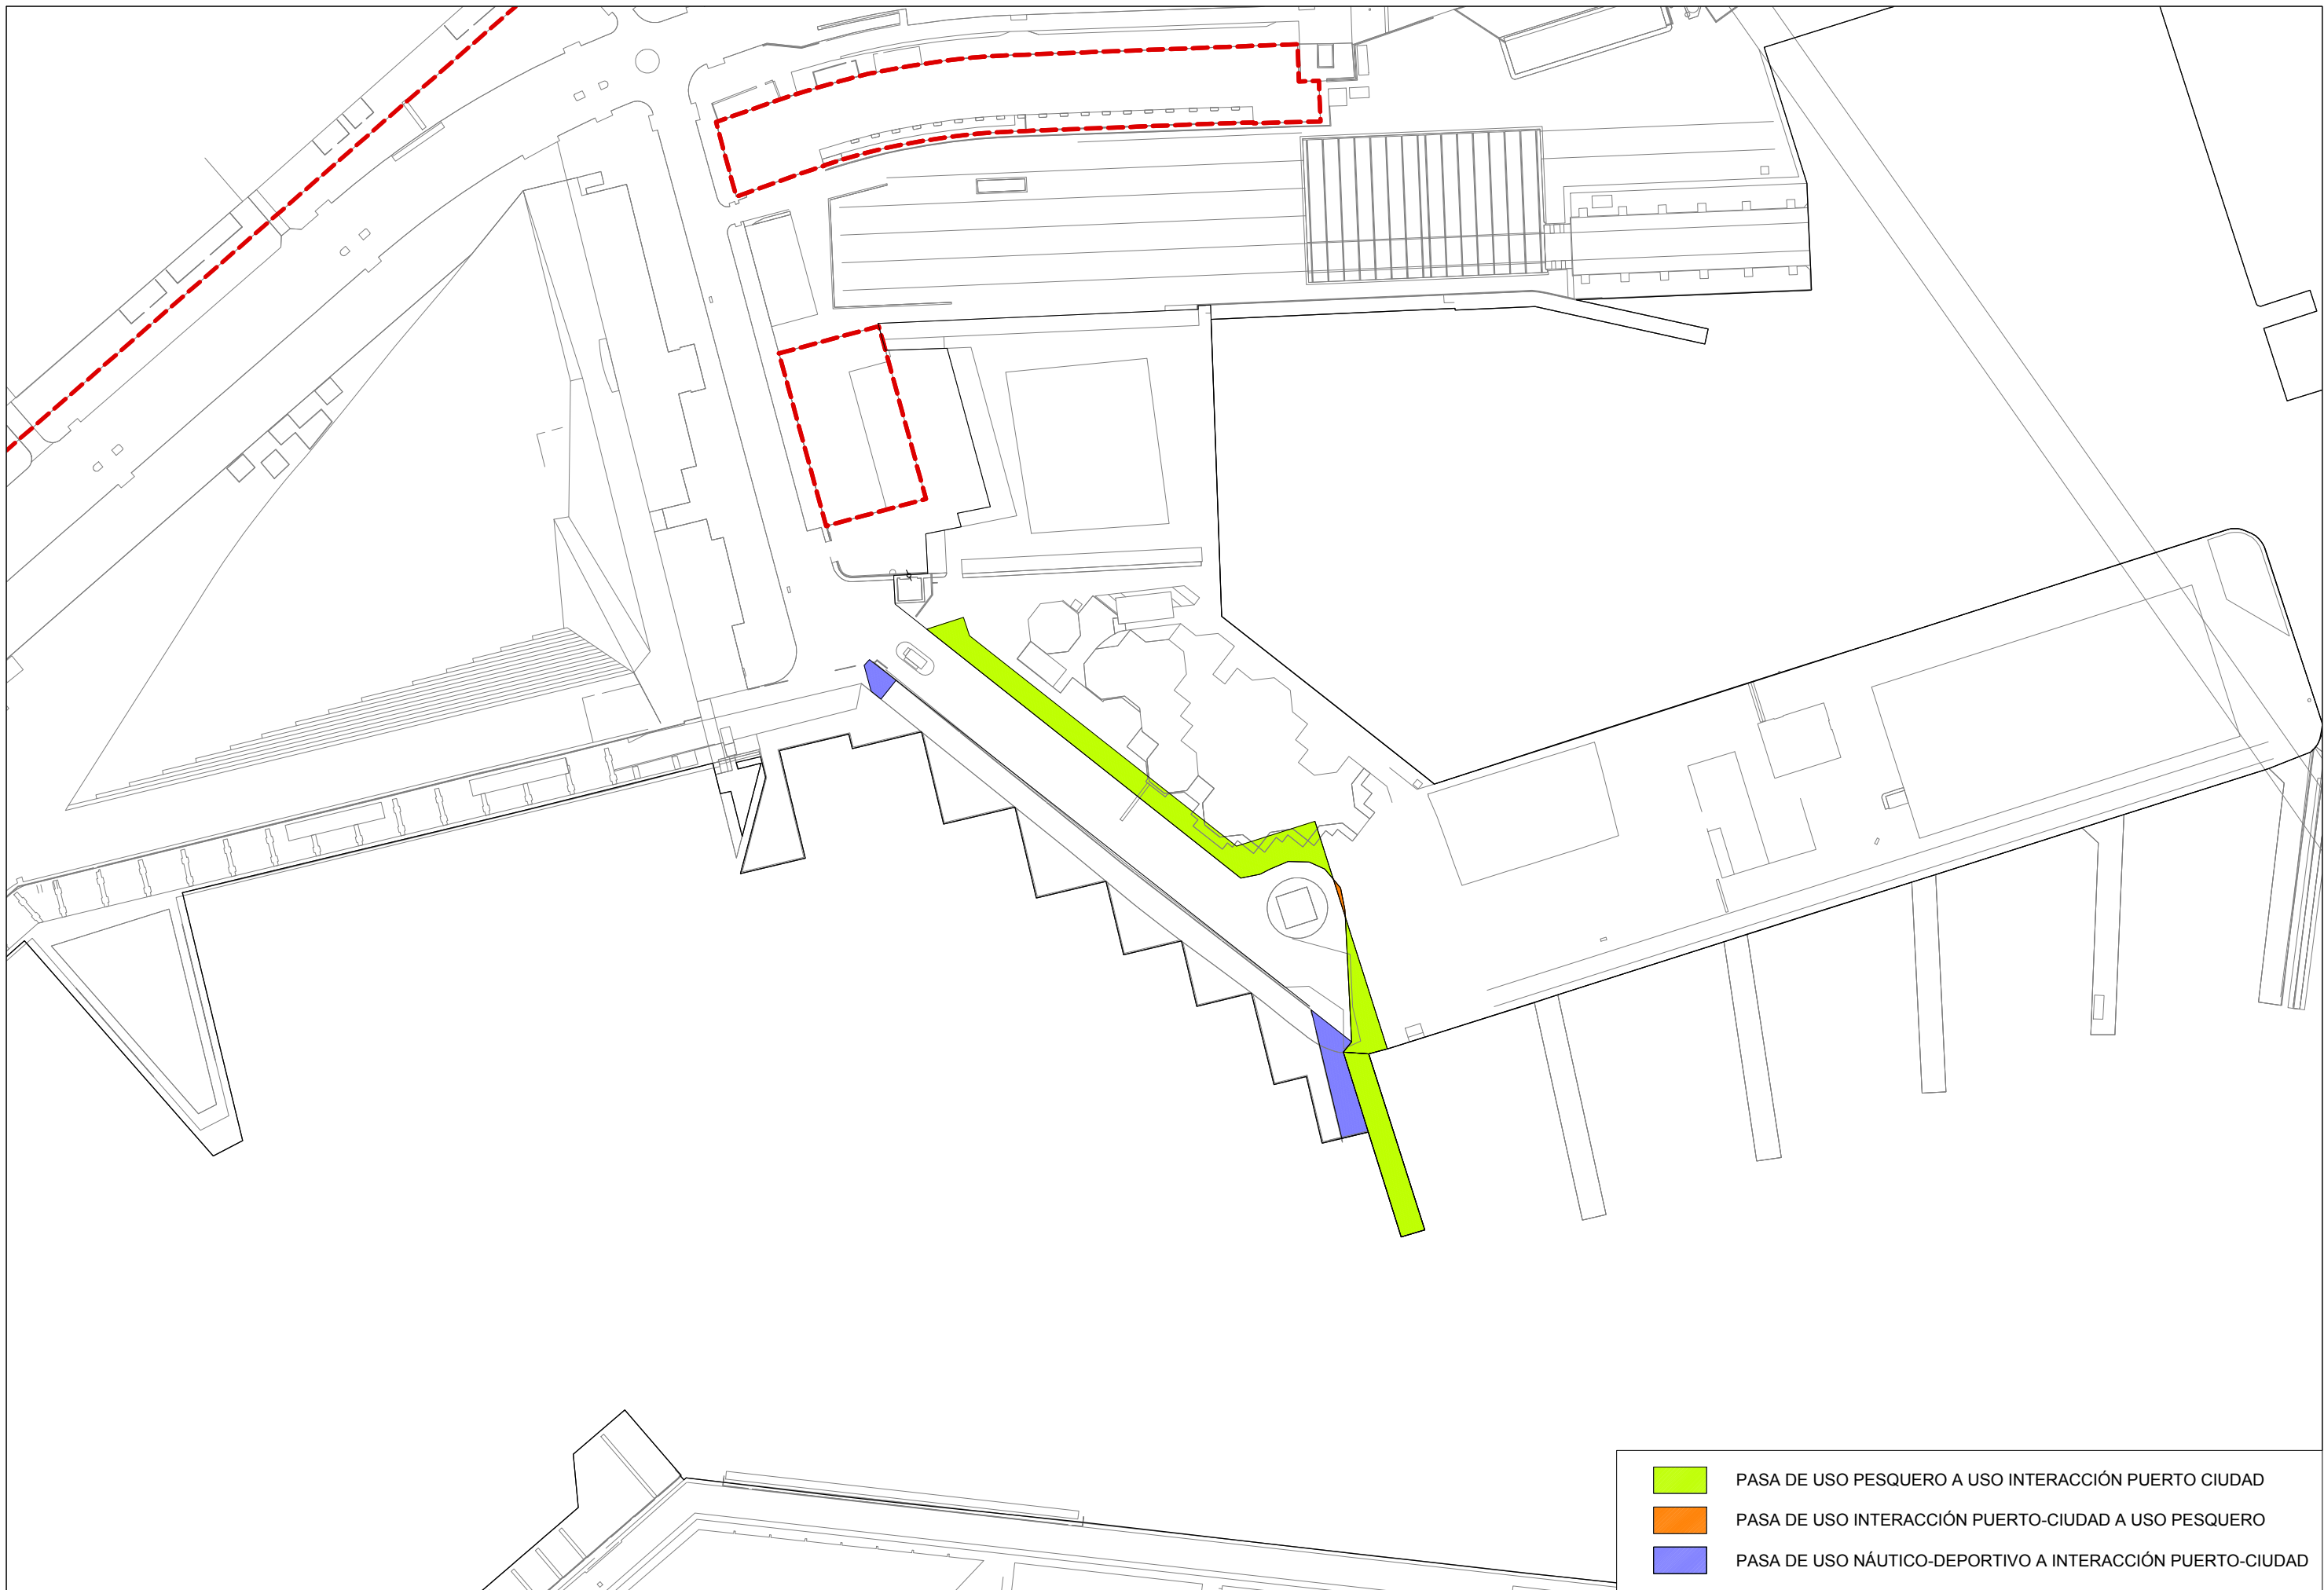 PASA DE USO PESQUERO A USO INTERACCIÓN PUERTO CIUDAD
PASA DE USO INTERACCIÓN PUERTO-CIUDAD A USO PESQUERO
PASA DE USO NÁUTICO-DEPORTIVO A INTERACCIÓN PUERTO-CIUDAD